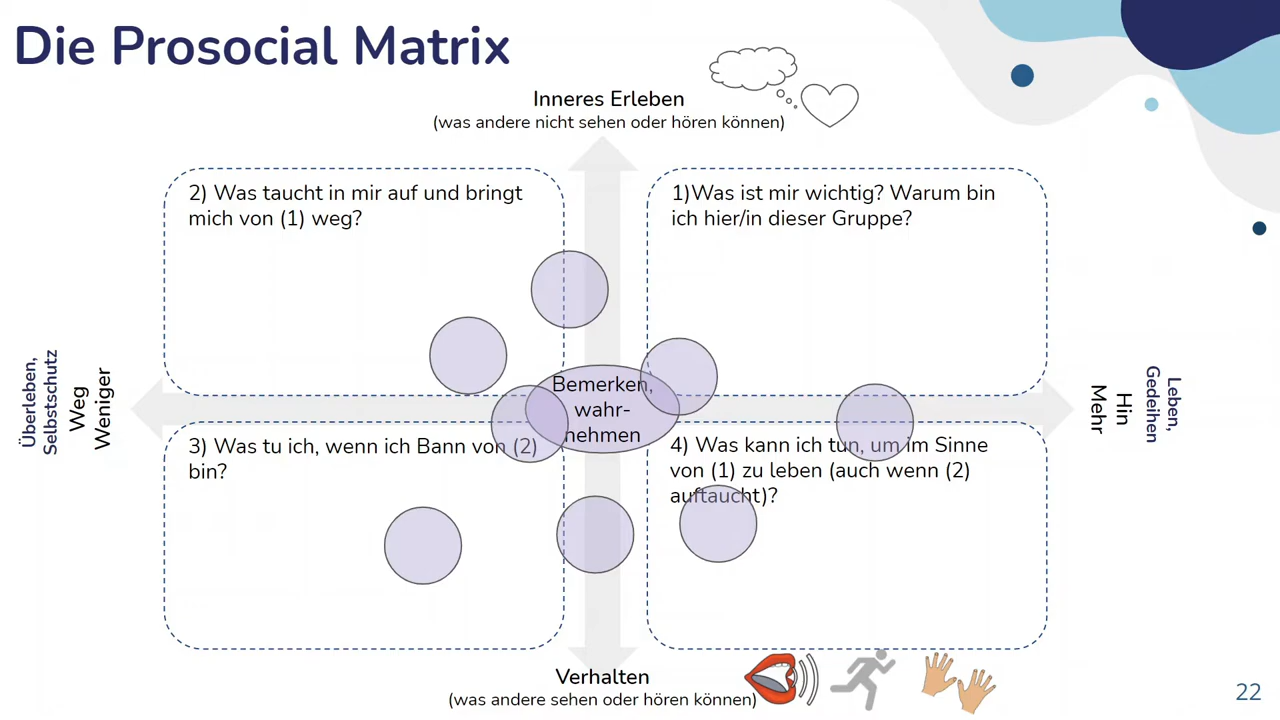 Die Prosocial Matrix
Inneres Erleben
(was andere nicht sehen oder hören können)
2) Was taucht in mir auf und bringt
mich von (1) weg?
1)Was ist mir wichtig? Warum bin
ich hier/in dieser Gruppe?
Überleben,
Selbstschutz
Weg
Weniger
Bemerken,
wahr-
nehmen
Leben,
Gedeihen
Hin
Mehr
3) Was tu ich, wenn ich Bann von (2)
bin?
4) Was kann ich tun, um im Sinne
von (1) zu leben (auch wenn (2)
auftaucht)?
Verhalten
(was andere sehen oder hören können)
22